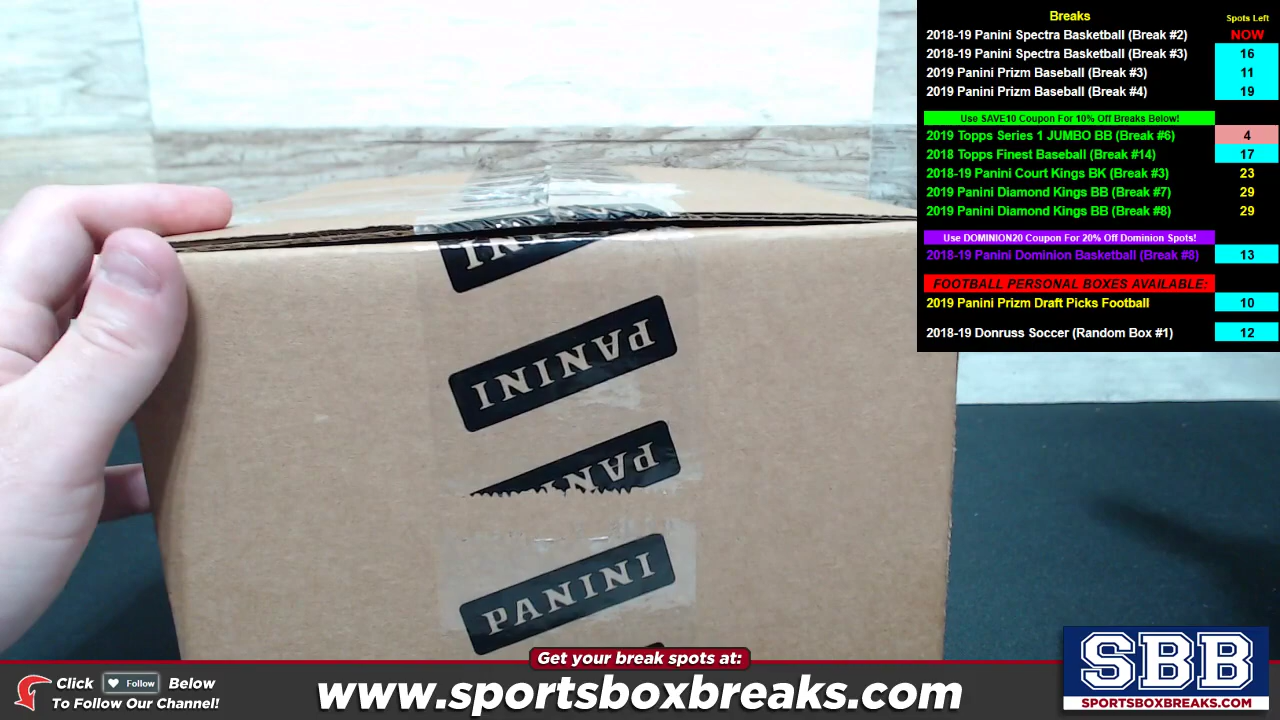 Breaks Spots Left
2018-19 Panini Spectra Basketball (Break #2) NOW
2018-19 Panini Spectra Basketball (Break #3) 16
2019 Panini Prizm Baseball (Break #3) 11
2019 Panini Prizm Baseball (Break #4) 19
Use SAVE10 Coupon For 10% Off Breaks Below!
2019 Topps Series 1 JUMBO BB (Break #6) 4
2018 Topps Finest Baseball (Break #14) 17
2018-19 Panini Court Kings BK (Break #3) 23
2019 Panini Diamond Kings BB (Break #7) 29
2019 Panini Diamond Kings BB (Break #8) 29
Use DOMINION20 Coupon For 20% Off Dominion Spots!
2018-19 Panini Dominion Basketball (Break #8) 13
FOOTBALL PERSONAL BOXES AVAILABLE:
2019 Panini Prizm Draft Picks Football 10
2018-19 Donruss Soccer (Random Box #1) 12
PANINI
PANINI
Get your break spots at:
Click Follow Below
To Follow Our Channel!
www.sportsboxbreaks.com
SBB
SPORTSBOXBREAKS.COM